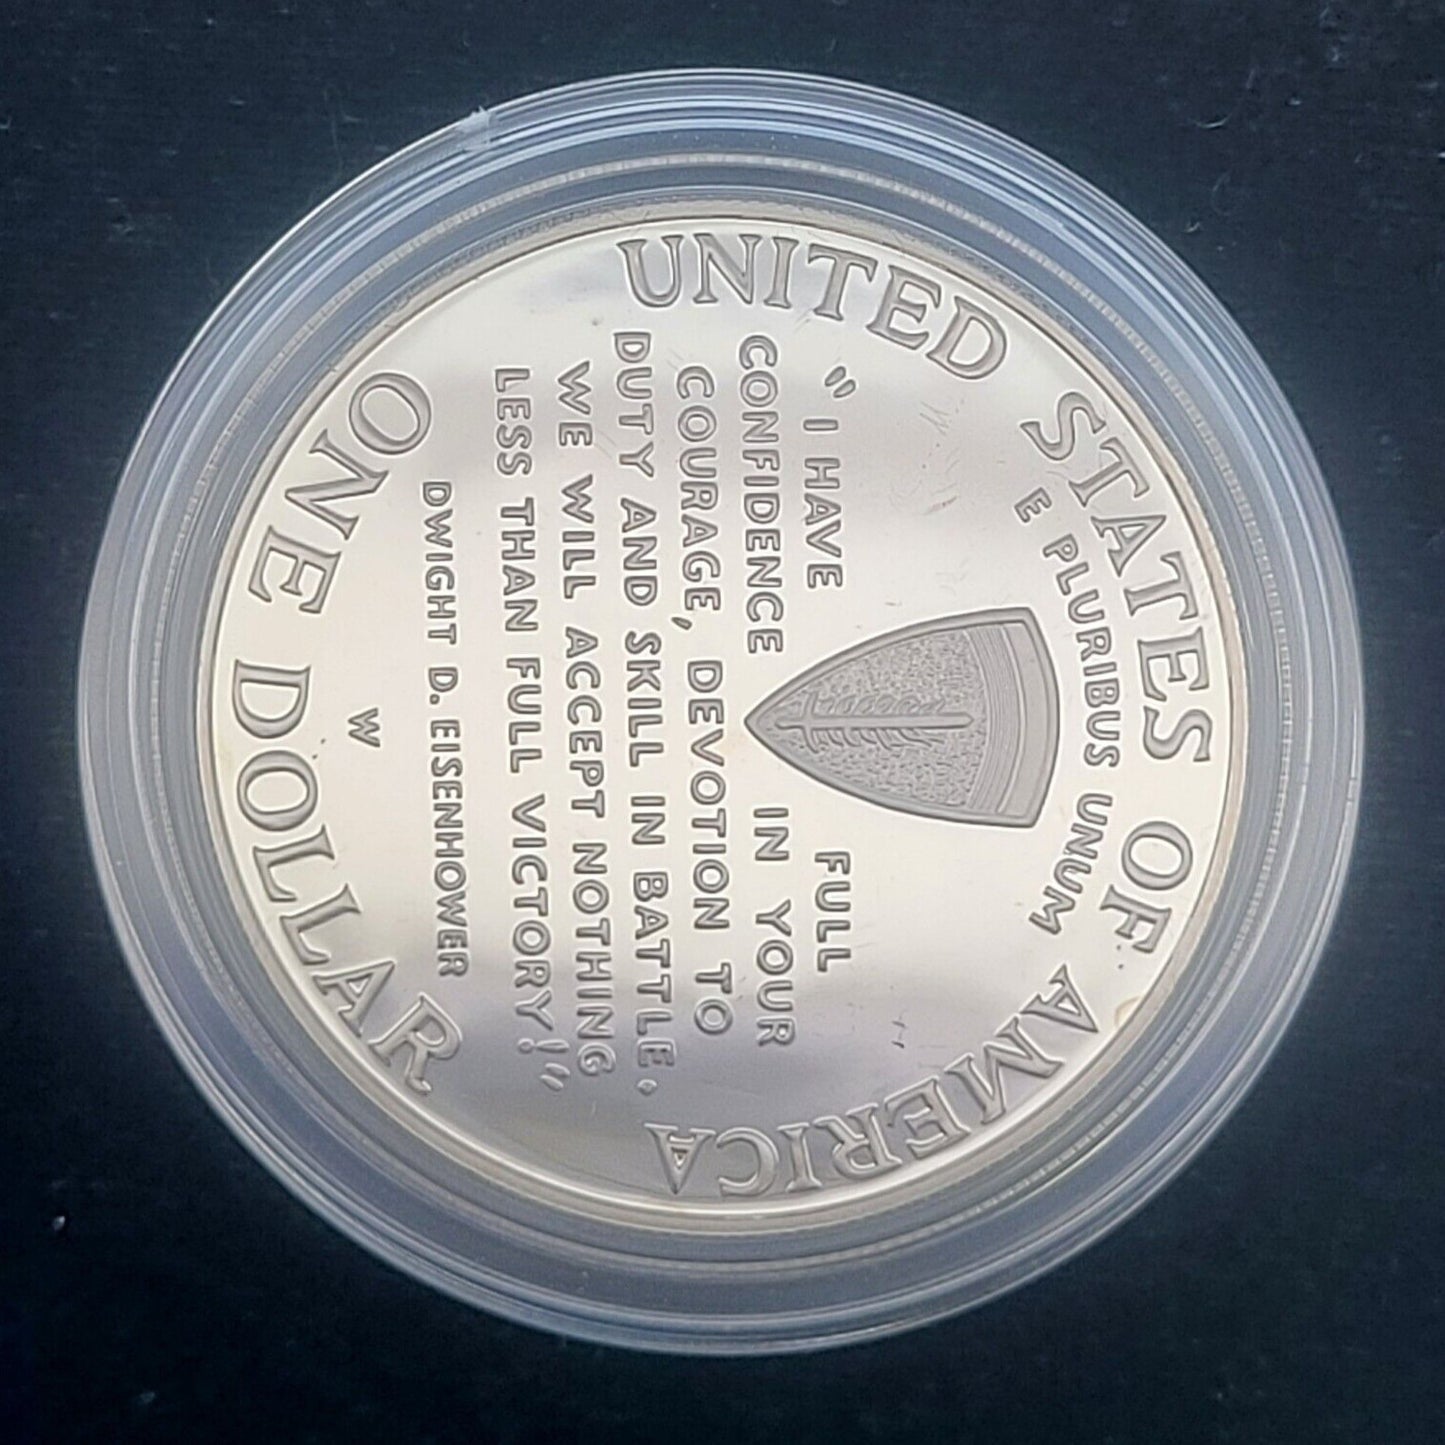 UNITED STATES OF AMERICA
E PLURIBUS UNUM
"I HAVE FULL
CONFIDENCE IN YOUR
COURAGE, DEVOTION TO
DUTY AND SKILL IN BATTLE.
WE WILL ACCEPT NOTHING
LESS THAN FULL VICTORY!"
DWIGHT D. EISENHOWER
W
ONE DOLLAR